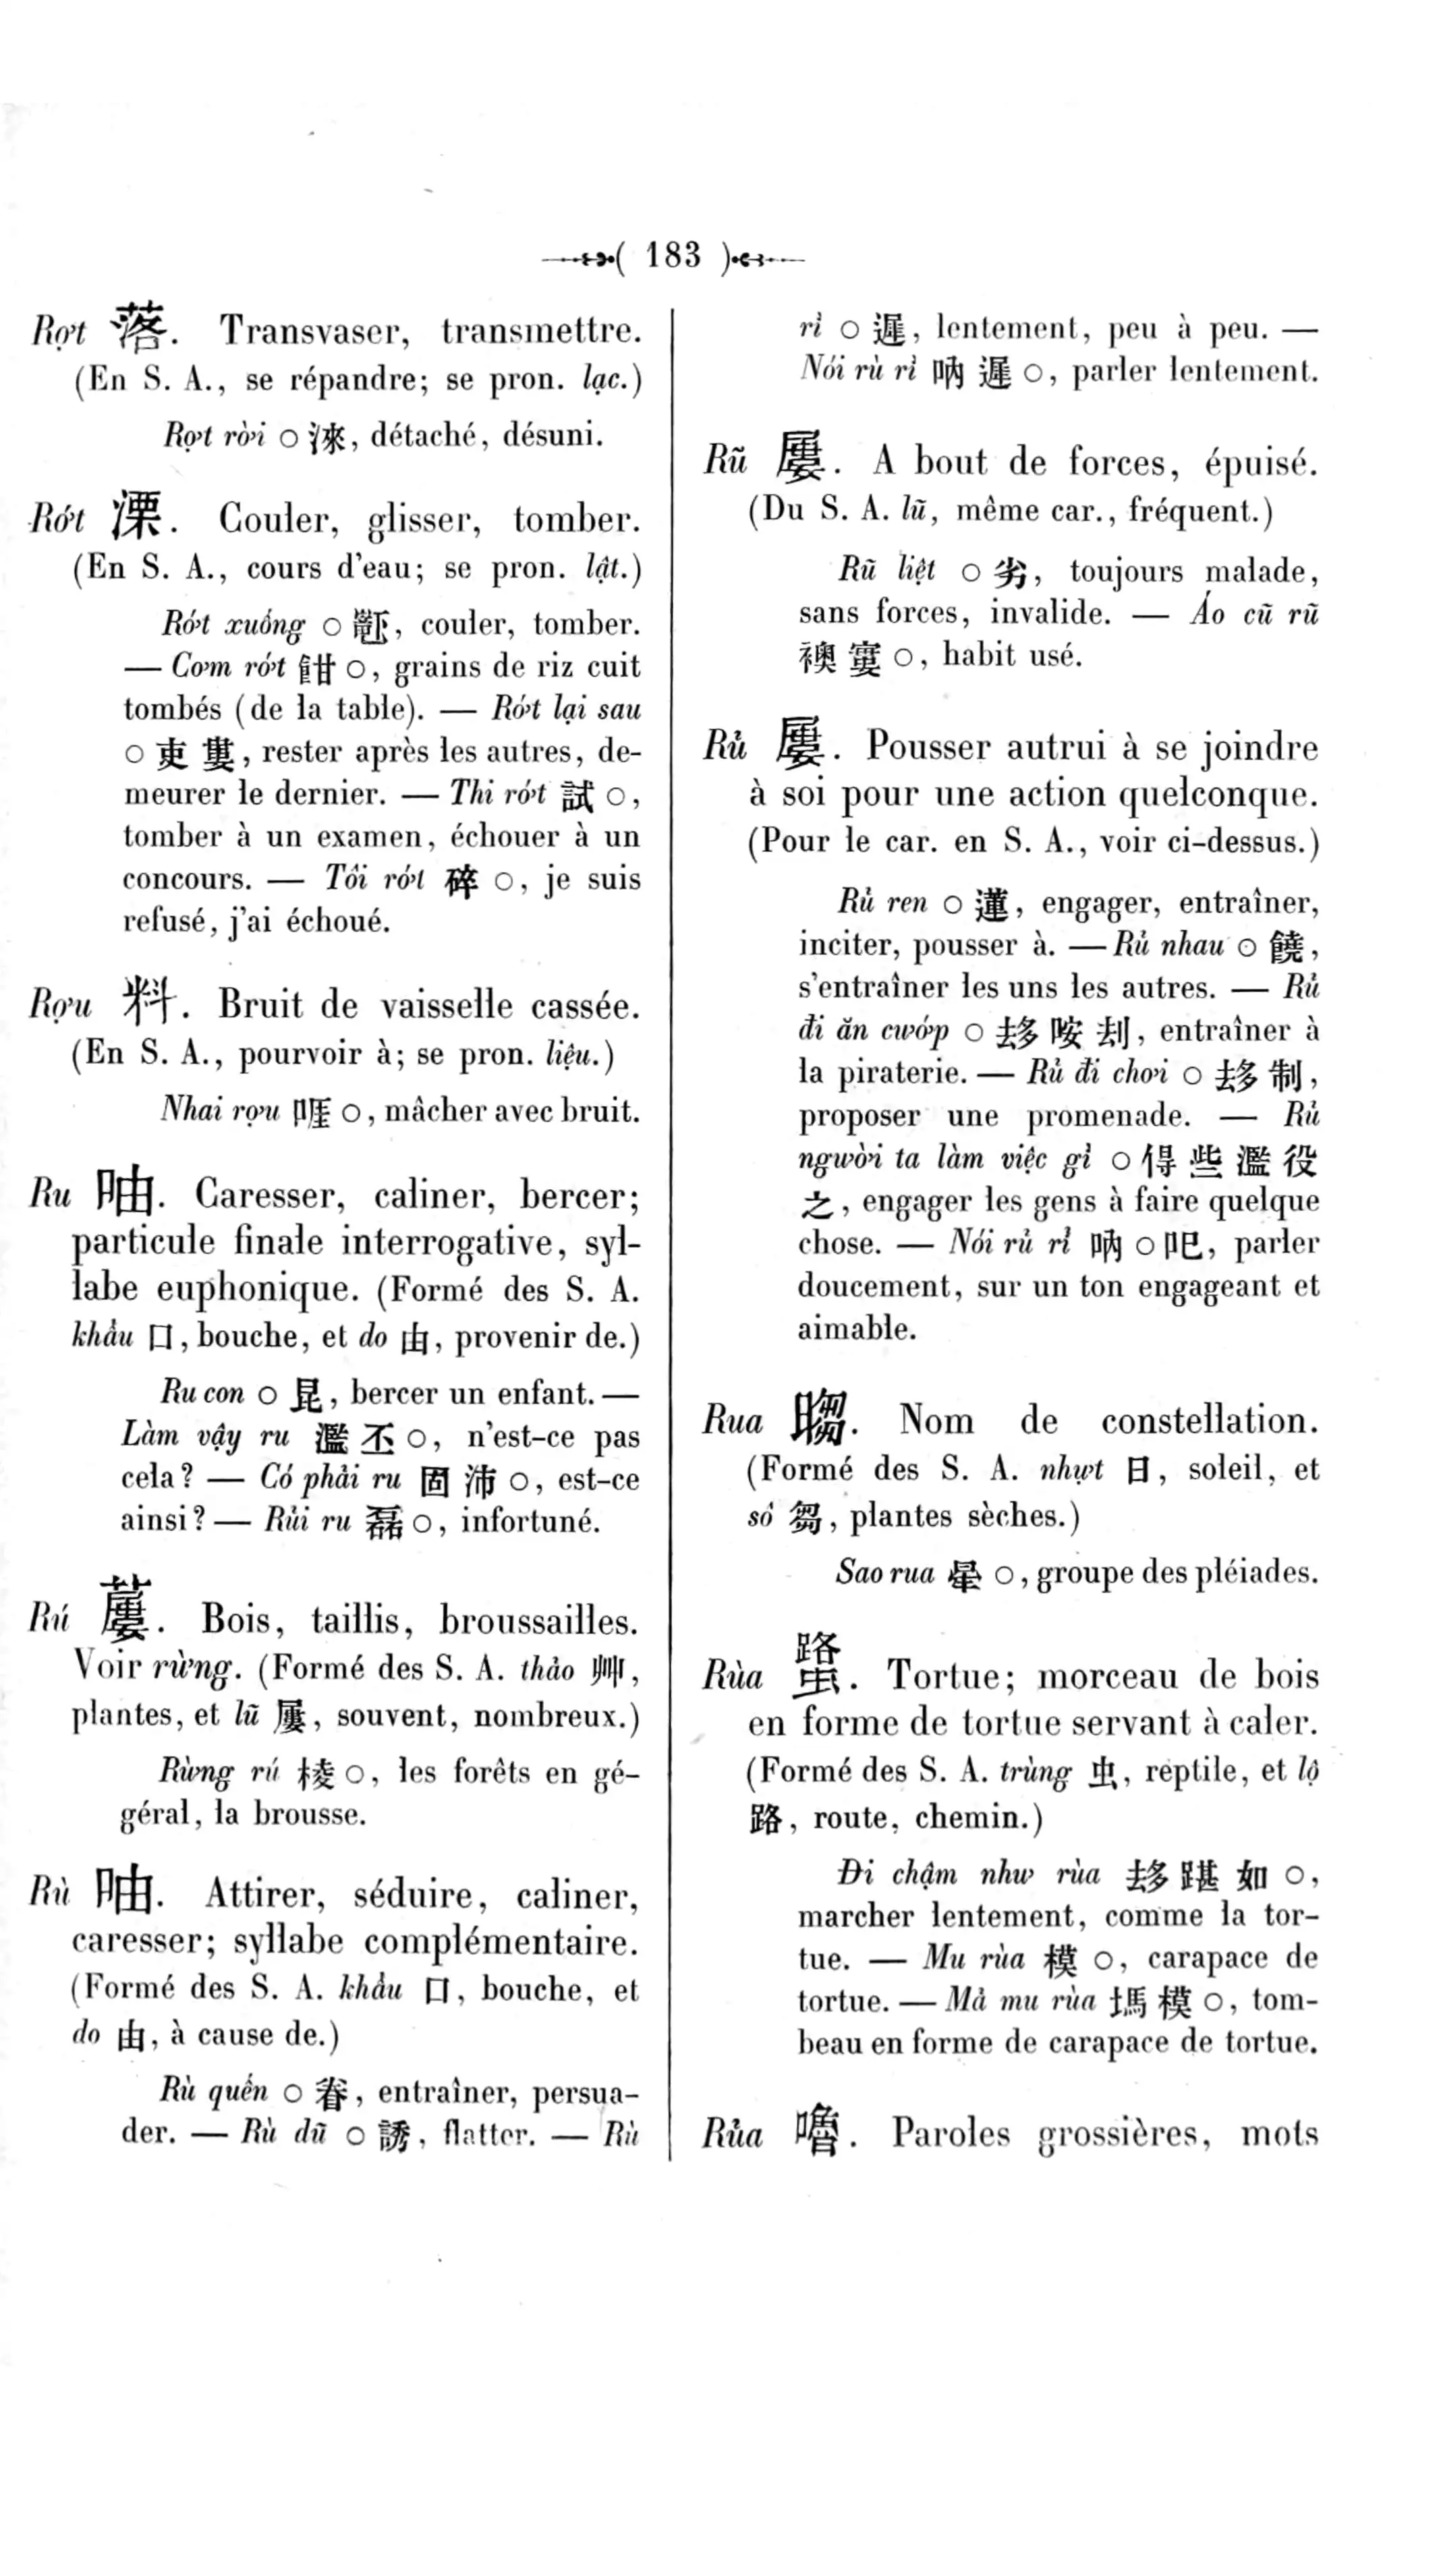 ( 183 )
Rợt 落. Transvaser, transmettre.
(En S. A., se répandre; se pron. lạc.)
Rợt rời ○ 淶, détaché, désuni.
Rớt 溧. Couler, glisser, tomber.
(En S. A., cours d'eau; se pron. lật.)
Rớt xuống ○, couler, tomber.
— Cơm rớt 䬫 ○, grains de riz cuit
tombés (de la table). — Rớt lại sau
○ 吏 婁, rester après les autres, de-
meurer le dernier. — Thi rớt 試 ○,
tomber à un examen, échouer à un
concours. — Tôi rớt 碎 ○, je suis
refusé, j'ai échoué.
Rợu 料. Bruit de vaisselle cassée.
(En S. A., pourvoir à; se pron. liệu.)
Nhai rợu 啀 ○, mâcher avec bruit.
Ru 呦. Caresser, caliner, bercer;
particule finale interrogative, syl-
labe euphonique. (Formé des S. A.
khẩu 口, bouche, et do 由, provenir de.)
Ru con ○ 昆, bercer un enfant. —
Làm vậy ru 濫 丕 ○, n'est-ce pas
cela? — Có phải ru 固 沛 ○, est-ce
ainsi? — Rủi ru 磊 ○, infortuné.
Rú. Bois, taillis, broussailles.
Voir rừng. (Formé des S. A. thảo 艸,
plantes, et lũ 屢, souvent, nombreux.)
Rừng rú 棱 ○, les forêts en gé-
géral, la brousse.
Rù. Attirer, séduire, caliner,
caresser; syllabe complémentaire.
(Formé des S. A. khẩu 口, bouche, et
do 由, à cause de.)
Rù quến ○ 眷, entraîner, persua-
der. — Rù dũ ○ 誘, flatter. — Rù
rỉ ○ 遲, lentement, peu à peu. —
Nói rù rỉ 吶 遲 ○, parler lentement.
Rũ 屢. A bout de forces, épuisé.
(Du S. A. lũ, même car., fréquent.)
Rũ liệt ○ 劣, toujours malade,
sans forces, invalide. — Áo cũ rũ
襖 窶 ○, habit usé.
Rủ 屢. Pousser autrui à se joindre
à soi pour une action quelconque.
(Pour le car. en S. A., voir ci-dessus.)
Rủ ren ○ 蓮, engager, entraîner,
inciter, pousser à. — Rủ nhau ○ 饒,
s'entraîner les uns les autres. — Rủ
đi ăn cướp ○ 𠫾 咹 刦, entraîner à
la piraterie. — Rủ đi chơi ○ 𠫾 制,
proposer une promenade. — Rủ
người ta làm việc gì ○ 得 些 濫 役
之, engager les gens à faire quelque
chose. — Nói rủ rỉ 吶 ○ 吧, parler
doucement, sur un ton engageant et
aimable.
Rua. Nom de constellation.
(Formé des S. A. nhựt 日, soleil, et
sô 芻, plantes sèches.)
Sao rua ○, groupe des pléiades.
Rùa. Tortue; morceau de bois
en forme de tortue servant à caler.
(Formé des S. A. trùng 虫, reptile, et lộ
路, route, chemin.)
Đi chậm như rùa 𠫾 踸 如 ○,
marcher lentement, comme la tor-
tue. — Mu rùa 模 ○, carapace de
tortue. — Mả mu rùa 塢 模 ○, tom-
beau en forme de carapace de tortue.
Rủa 嚕. Paroles grossières, mots